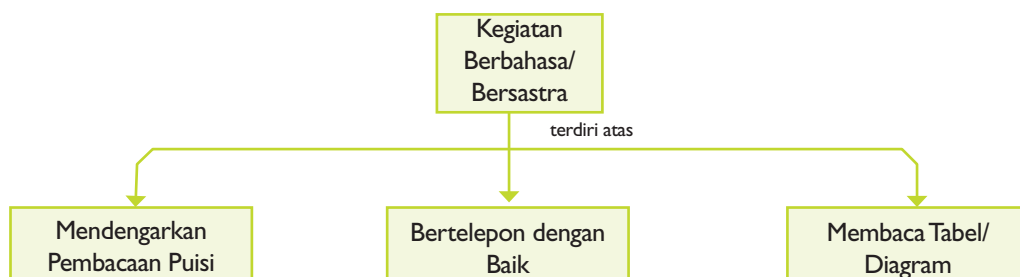 Kegiatan
Berbahasa/
Bersastra
terdiri atas
Mendengarkan
Pembacaan Puisi
Bertelepon dengan
Baik
Membaca Tabel/
Diagram